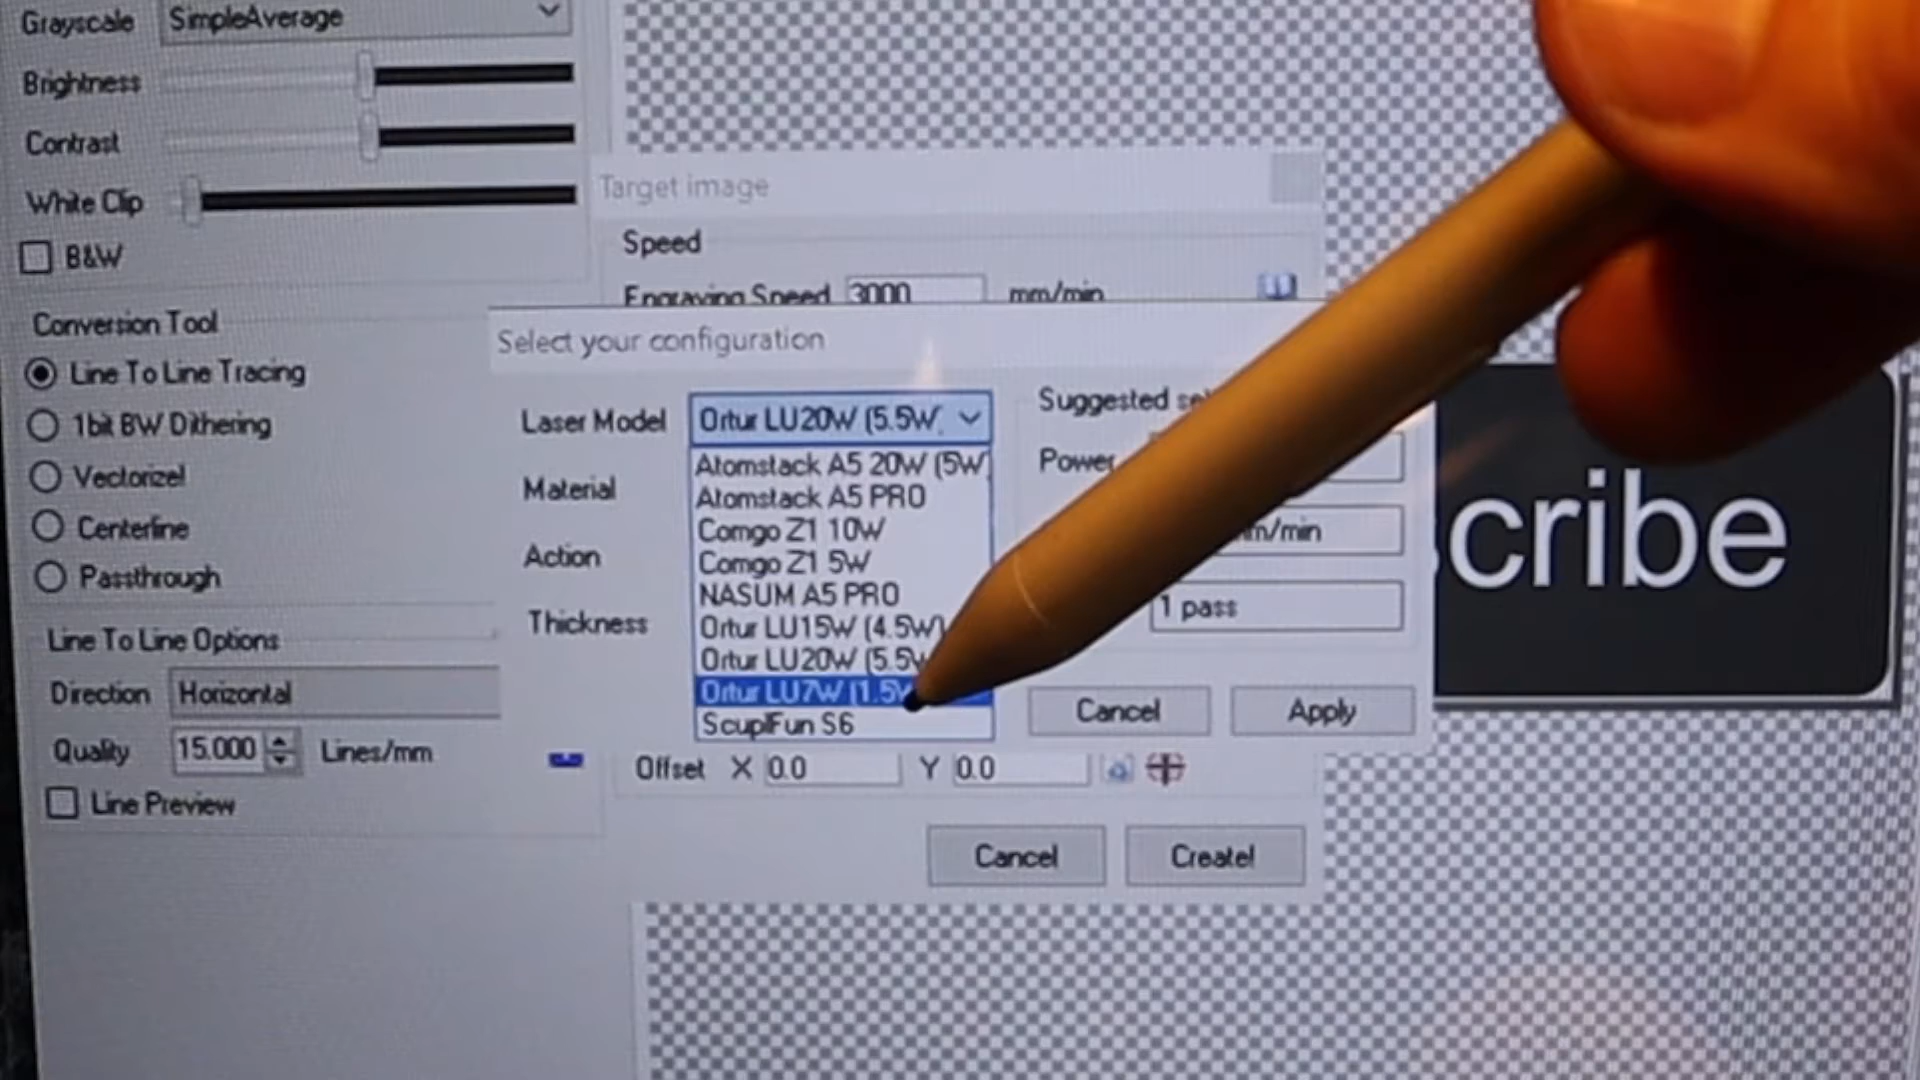 Grayscale SimpleAverage
Brightness
Contrast
White Clip
B&W
Conversion Tool
Line To Line Tracing
1bit BW Dithering
Vectorize!
Centerline
Passthrough
Line To Line Options
Direction Horizontal
Quality 15.000 Lines/mm
Line Preview
Target image
Speed
Engraving Speed 3000 mm/min
Select your configuration
Laser Model Ortur LU20W (5.5W
Atomstack A5 20W (5W
Atomstack A5 PRO
Comgo Z1 10W
Comgo Z1 5W
NASUM A5 PRO
Ortur LU15W (4.5W)
Ortur LU20W (5.5W
Ortur LU7W (1.5W
ScuplFun S6
Material
Action
Thickness
Suggested
Power
/min
1 pass
Cancel Apply
Offset X 0.0 Y 0.0
Cancel Create!
cribe